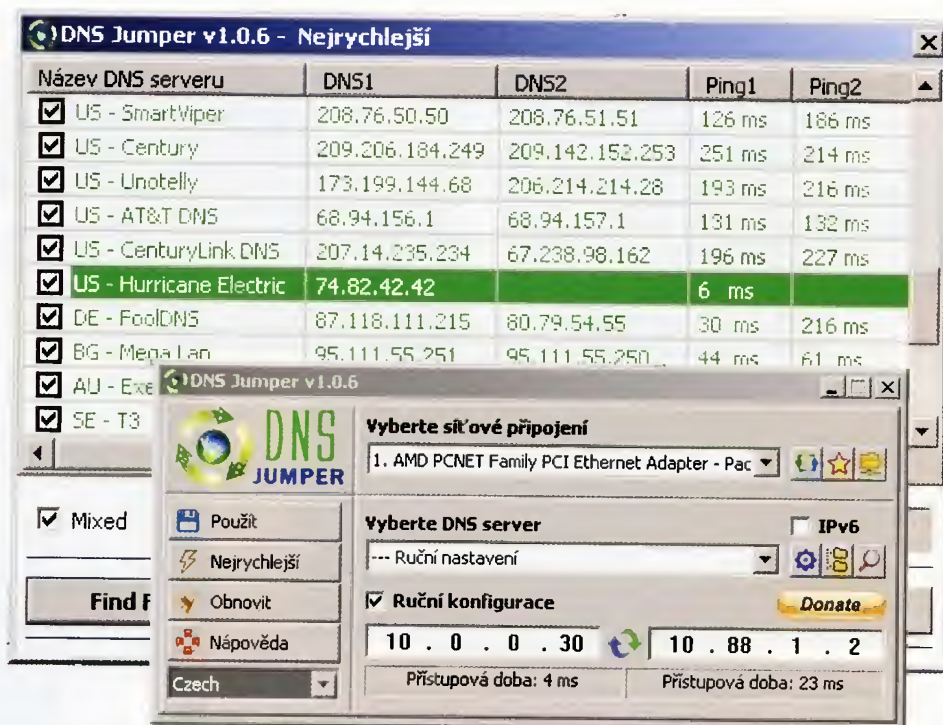 DNS Jumper v1.0.6 - Nejrychlejší
Název DNS serveru DNS1 DNS2 Ping1 Ping2
US - SmartViper 208.76.50.50 208.76.51.51 126 ms 186 ms
US - Century 209.206.184.249 209.142.152.253 251 ms 214 ms
US - Unotelly 173.199.144.68 206.214.214.28 193 ms 216 ms
US - AT&T DNS 68.94.156.1 68.94.157.1 131 ms 132 ms
US - CenturyLink DNS 207.14.235.234 67.238.98.162 196 ms 227 ms
US - Hurricane Electric 74.82.42.42 6 ms
DE - FoolDNS 87.118.111.215 80.79.54.55 30 ms 216 ms
BG - Mega Lan 95.111.55.251 95.111.55.250 44 ms 61 ms
AU - Exe
SE - T3
Mixed
Find F
DNS Jumper v1.0.6
DNS
JUMPER
Vyberte síťové připojení
1. AMD PCNET Family PCI Ethernet Adapter - Pac
Použít
Nejrychlejší
Obnovit
Nápověda
Czech
Vyberte DNS server
IPv6
--- Ruční nastavení
Ruční konfigurace
Donate
10 . 0 . 0 . 30
10 . 88 . 1 . 2
Přístupová doba: 4 ms
Přístupová doba: 23 ms